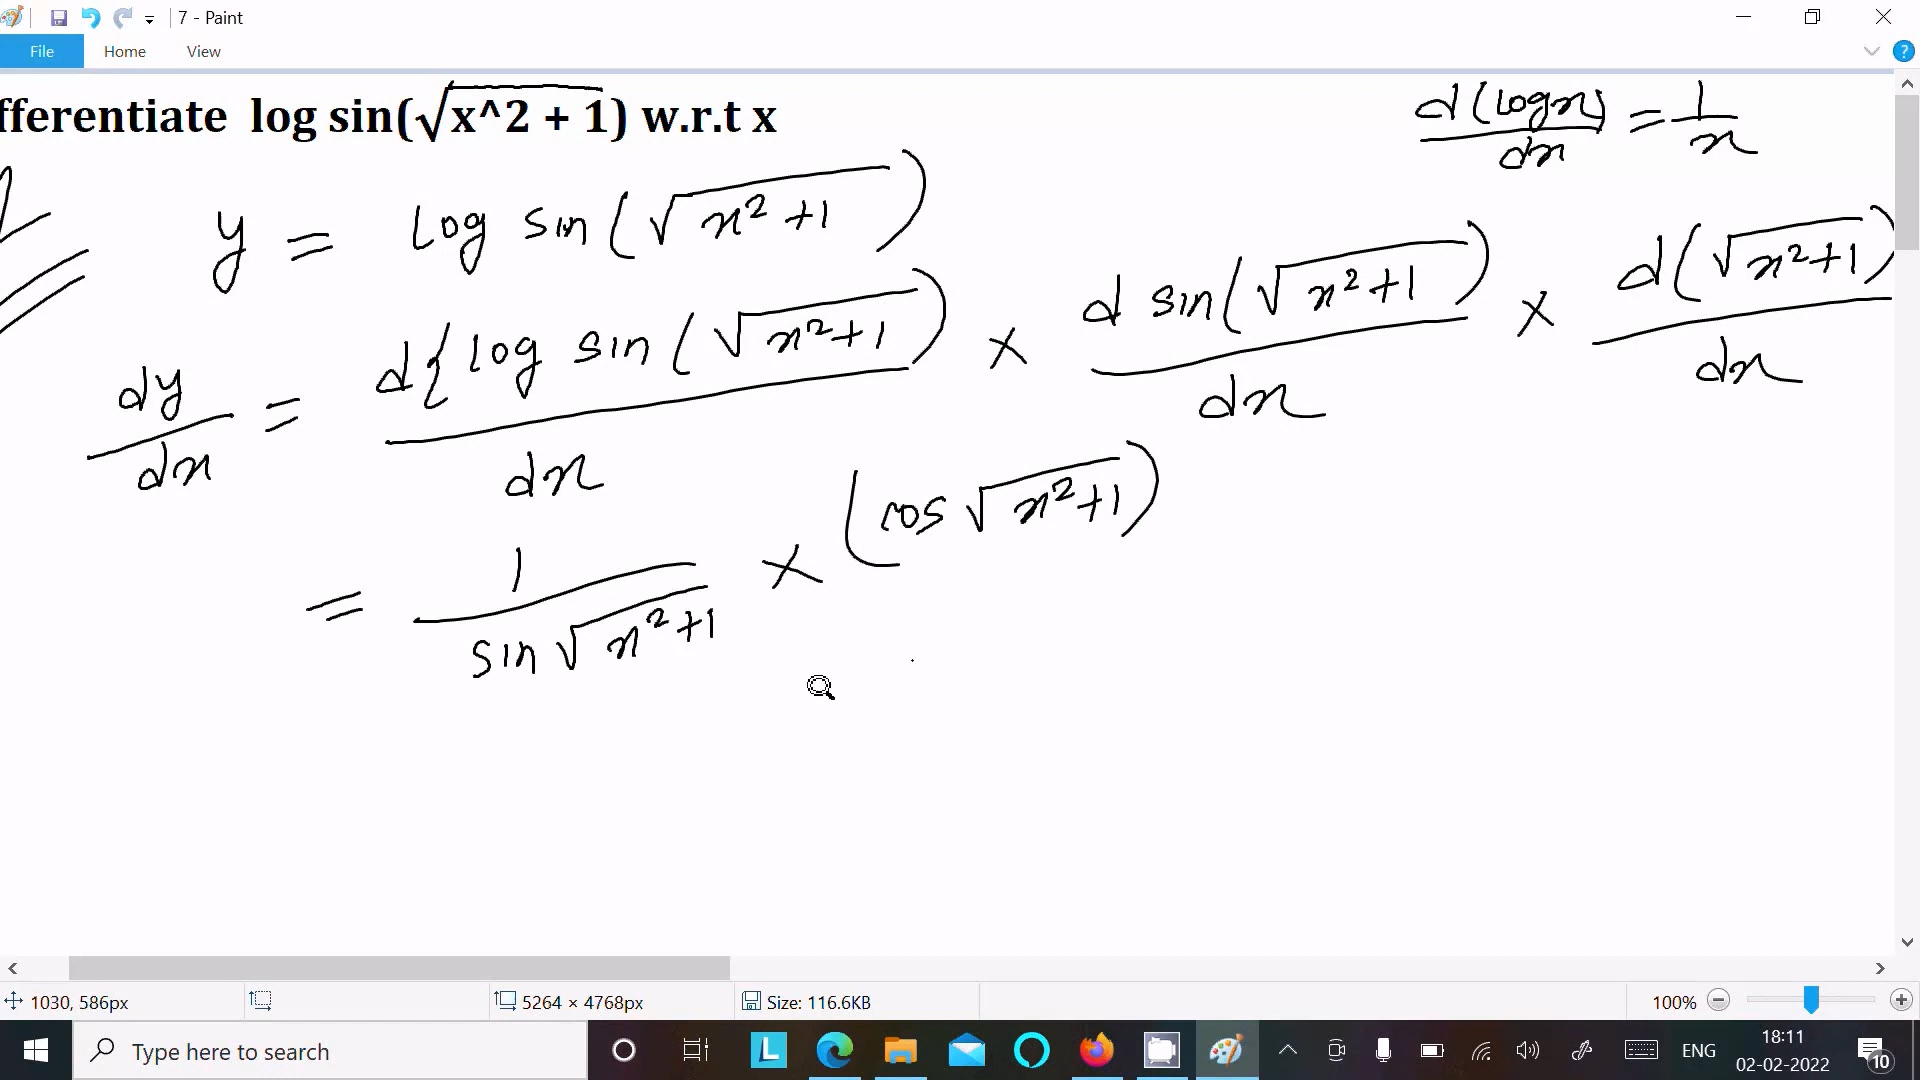 7 - Paint
File Home View
fferentiate log sin(√x^2 + 1) w.r.t x
d(logx)/dx = 1/x
y = log sin(√x²+1)
dy/dx = d{log sin(√x²+1)/dx × d sin(√x²+1)/dx × d(√x²+1)/dx
= 1/sin√x²+1 × (cos√x²+1)
1030, 586px 5264 × 4768px Size: 116.6KB 100%
Type here to search ENG 18:11
02-02-2022 10